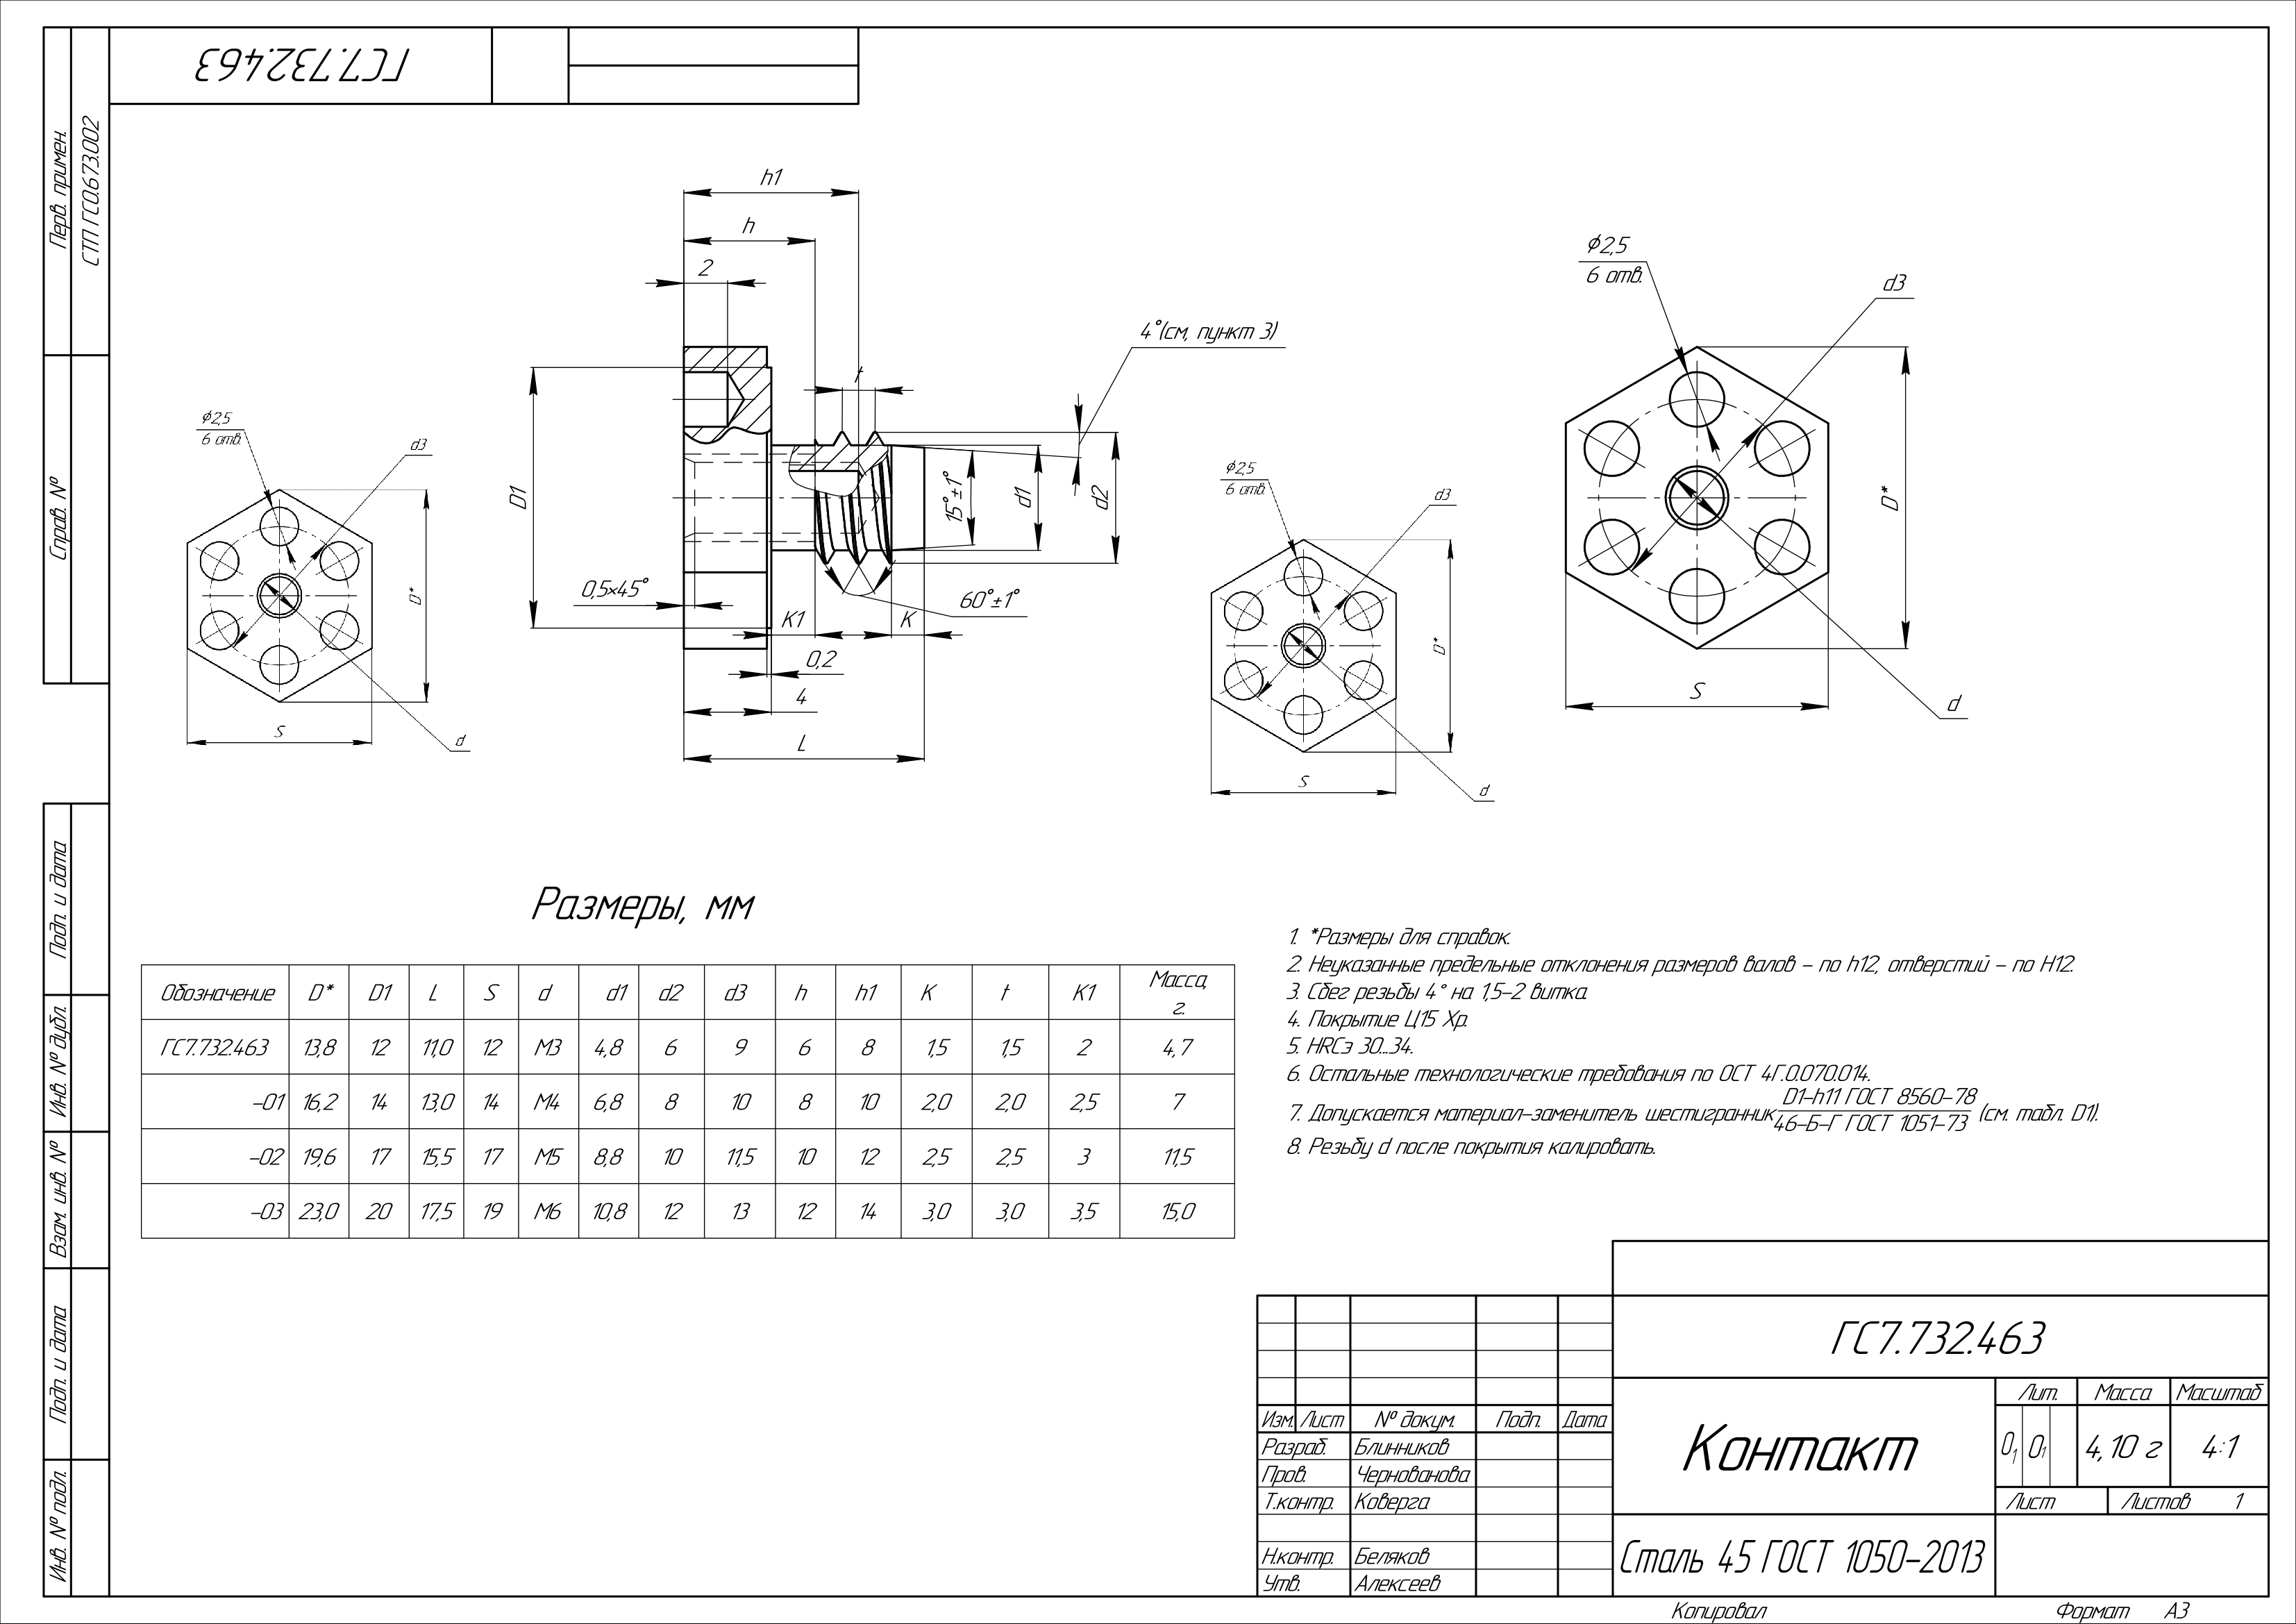 ГС7.732.463
Перв. примен.
СТП ГС0.673.002
Справ. №
Подп. и дата
Инв. № дубл.
Взам. инв. №
Подп. и дата
Инв. № подл.
h1
h
2
t
4°(см, пункт 3)
D1
15°±1°
d1
d2
0,5×45°
60°±1°
K1
K
0,2
4
L
⌀2,5
6 отв.
d3
D*
S
d
⌀2,5
6 отв.
d3
D*
S
d
⌀2,5
6 отв.
d3
D*
S
d
Размеры, мм
Обозначение D* D1 L S d d1 d2 d3 h h1 K t K1 Масса, г.
ГС7.732.463 13,8 12 11,0 12 М3 4,8 6 9 6 8 1,5 1,5 2 4,7
-01 16,2 14 13,0 14 М4 6,8 8 10 8 10 2,0 2,0 2,5 7
-02 19,6 17 15,5 17 М5 8,8 10 11,5 10 12 2,5 2,5 3 11,5
-03 23,0 20 17,5 19 М6 10,8 12 13 12 14 3,0 3,0 3,5 15,0
1. *Размеры для справок.
2. Неуказанные предельные отклонения размеров валов – по h12, отверстий – по Н12.
3. Сбег резьбы 4° на 1,5-2 витка.
4. Покрытие Ц15 Хр.
5. HRCэ 30...34.
6. Остальные технологические требования по ОСТ 4Г.0.070.014.
7. Допускается материал-заменитель шестигранник D1-h11 ГОСТ 8560-78 / 46-Б-Г ГОСТ 1051-73 (см. табл. D1).
8. Резьбу d после покрытия калировать.
ГС7.732.463
Изм. Лист № докум. Подп. Дата
Разраб. Блинников
Пров. Чернованова
Т.контр. Коверга
Н.контр. Беляков
Утв. Алексеев
Контакт
Лит. Масса Масштаб
О1 О1 4,10 г 4:1
Лист Листов 1
Сталь 45 ГОСТ 1050-2013
Копировал Формат А3